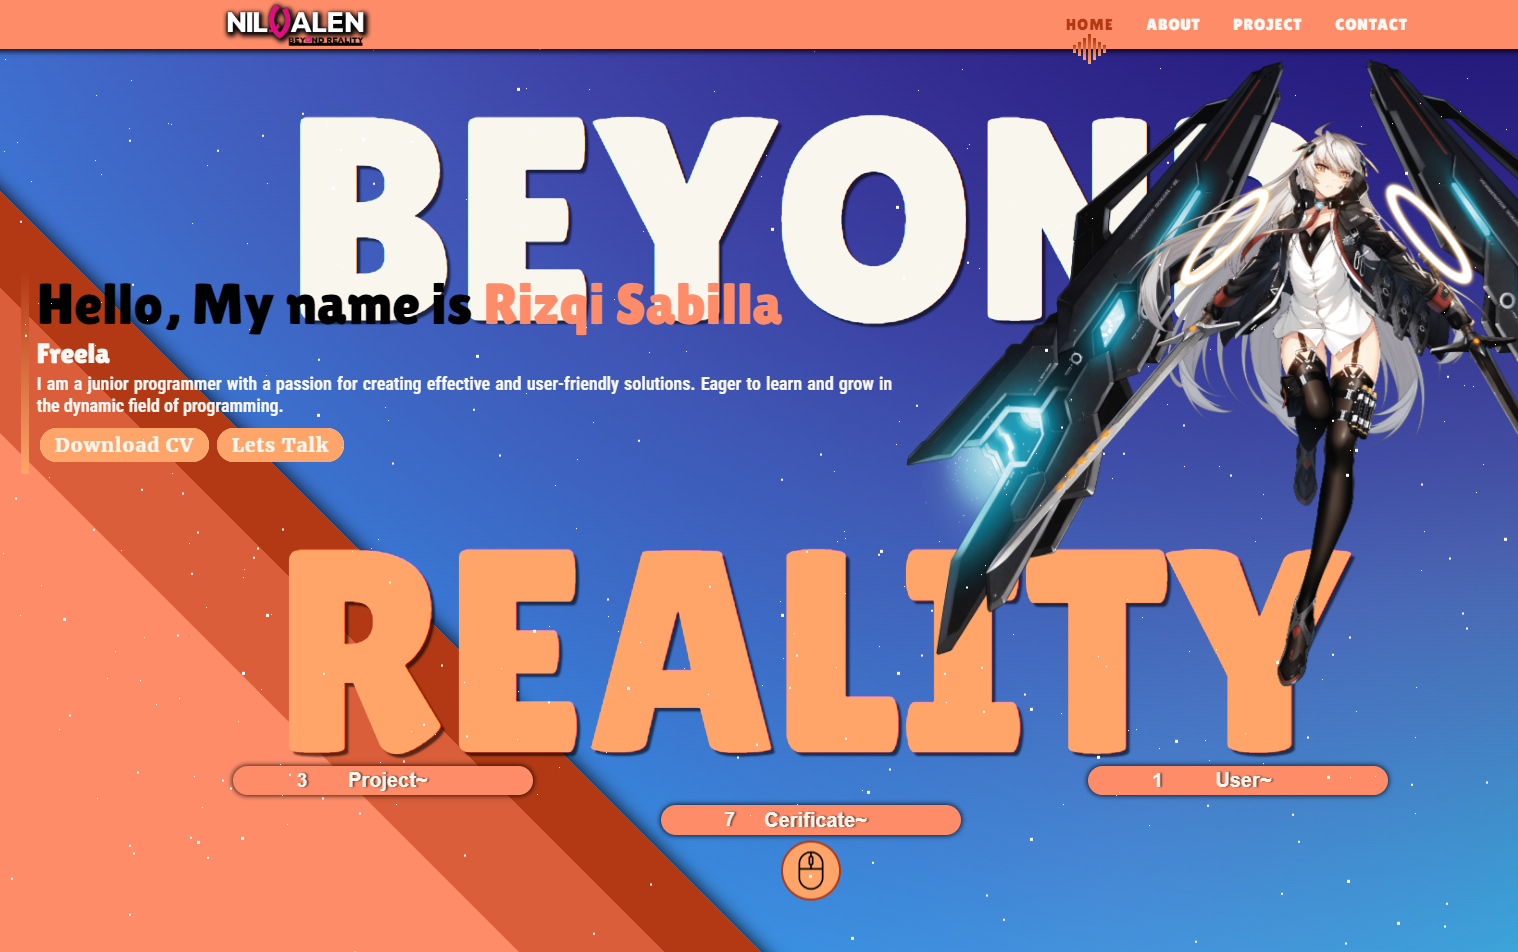 NILOALEN
BEYOND REALITY
HOME
ABOUT
PROJECT
CONTACT
BEYOND
Hello, My name is Rizqi Sabilla
Freela
I am a junior programmer with a passion for creating effective and user-friendly solutions. Eager to learn and grow in
the dynamic field of programming.
Download CV
Lets Talk
REALITY
3 Project~
1 User~
7 Cerificate~